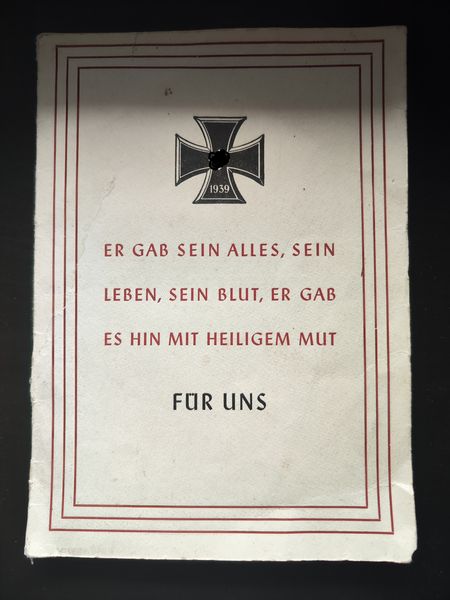 1939
ER GAB SEIN ALLES, SEIN
LEBEN, SEIN BLUT, ER GAB
ES HIN MIT HEILIGEM MUT
FÜR UNS